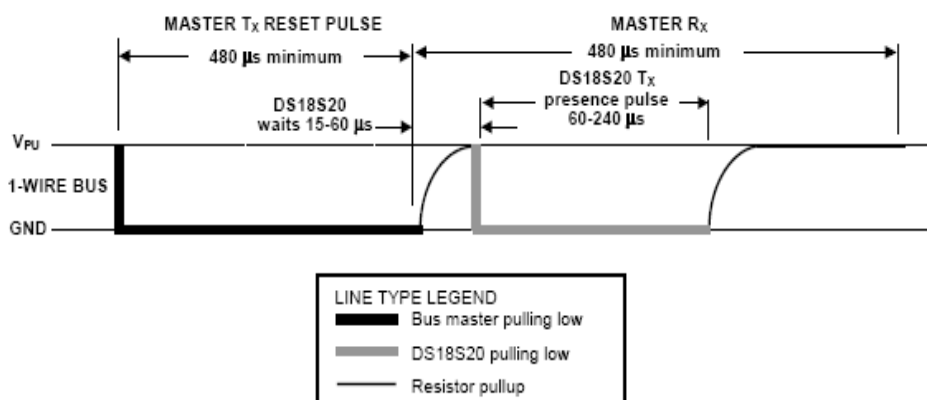 MASTER TX RESET PULSE
480 µs minimum
MASTER RX
480 µs minimum
DS18S20
waits 15-60 µs
DS18S20 TX
presence pulse
60-240 µs
VPU
1-WIRE BUS
GND
LINE TYPE LEGEND
Bus master pulling low
DS18S20 pulling low
Resistor pullup